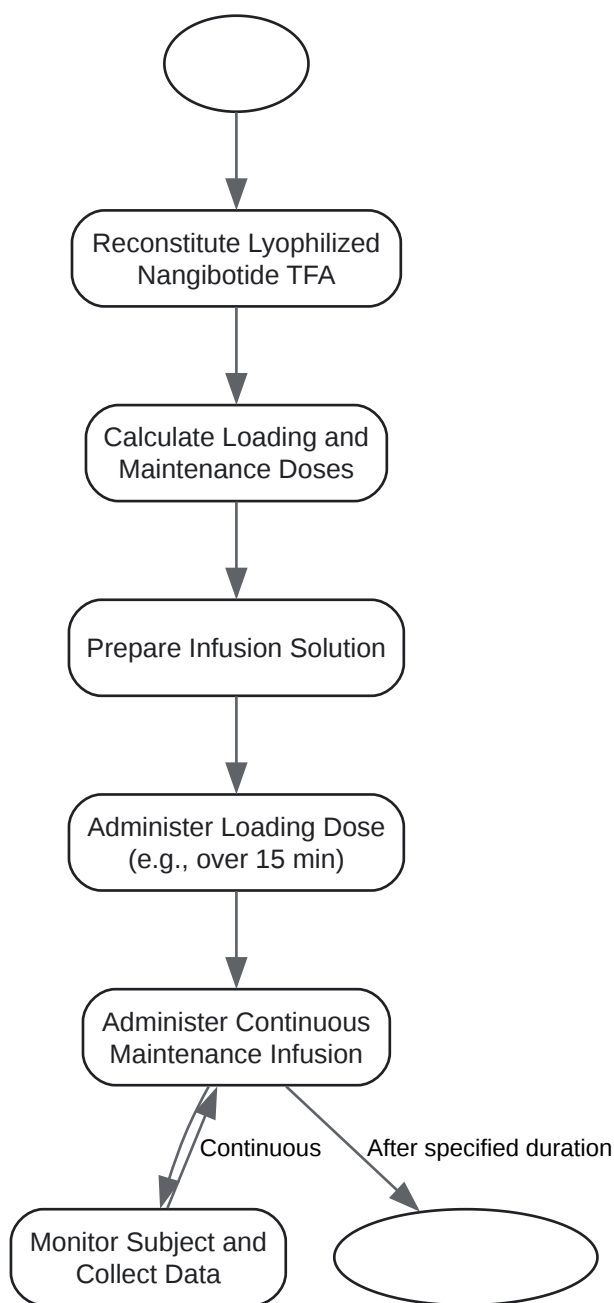 Reconstitute Lyophilized
Nangibotide TFA
Calculate Loading and
Maintenance Doses
Prepare Infusion Solution
Administer Loading Dose
(e.g., over 15 min)
Administer Continuous
Maintenance Infusion
Continuous
After specified duration
Monitor Subject and
Collect Data